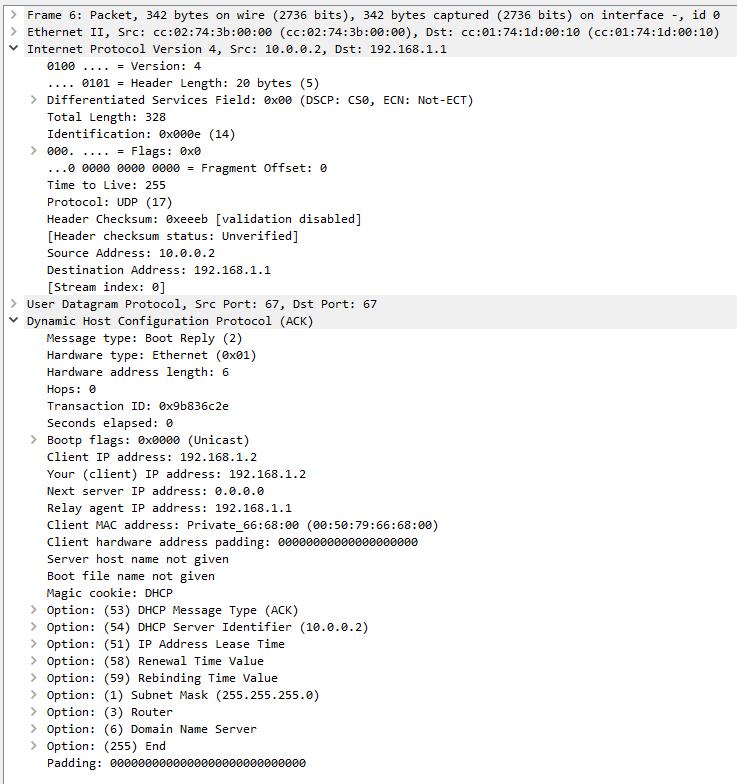 Frame 6: Packet, 342 bytes on wire (2736 bits), 342 bytes captured (2736 bits) on interface -, id 0
Ethernet II, Src: cc:02:74:3b:00:00 (cc:02:74:3b:00:00), Dst: cc:01:74:1d:00:10 (cc:01:74:1d:00:10)
Internet Protocol Version 4, Src: 10.0.0.2, Dst: 192.168.1.1
0100 .... = Version: 4
.... 0101 = Header Length: 20 bytes (5)
Differentiated Services Field: 0x00 (DSCP: CS0, ECN: Not-ECT)
Total Length: 328
Identification: 0x000e (14)
000. .... = Flags: 0x0
...0 0000 0000 0000 = Fragment Offset: 0
Time to Live: 255
Protocol: UDP (17)
Header Checksum: 0xeeeb [validation disabled]
[Header checksum status: Unverified]
Source Address: 10.0.0.2
Destination Address: 192.168.1.1
[Stream index: 0]
User Datagram Protocol, Src Port: 67, Dst Port: 67
Dynamic Host Configuration Protocol (ACK)
Message type: Boot Reply (2)
Hardware type: Ethernet (0x01)
Hardware address length: 6
Hops: 0
Transaction ID: 0x9b836c2e
Seconds elapsed: 0
Bootp flags: 0x0000 (Unicast)
Client IP address: 192.168.1.2
Your (client) IP address: 192.168.1.2
Next server IP address: 0.0.0.0
Relay agent IP address: 192.168.1.1
Client MAC address: Private_66:68:00 (00:50:79:66:68:00)
Client hardware address padding: 00000000000000000000
Server host name not given
Boot file name not given
Magic cookie: DHCP
Option: (53) DHCP Message Type (ACK)
Option: (54) DHCP Server Identifier (10.0.0.2)
Option: (51) IP Address Lease Time
Option: (58) Renewal Time Value
Option: (59) Rebinding Time Value
Option: (1) Subnet Mask (255.255.255.0)
Option: (3) Router
Option: (6) Domain Name Server
Option: (255) End
Padding: 0000000000000000000000000000